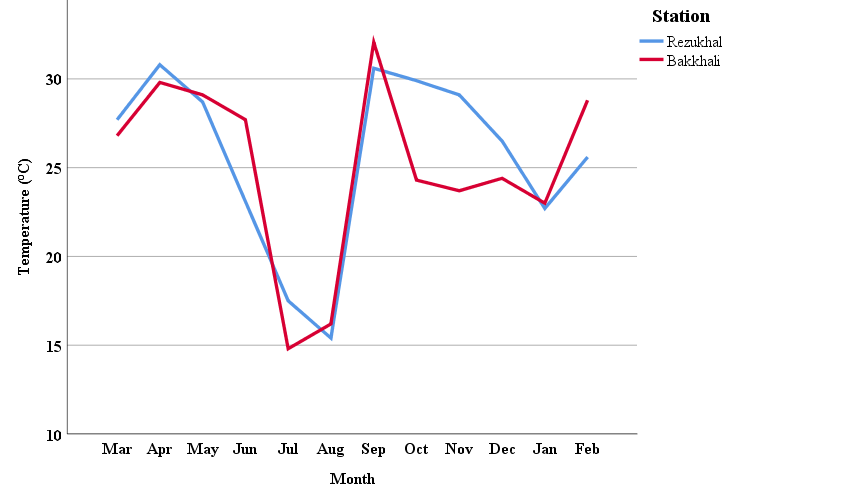 Station
Rezukhal
Bakkhali
30
25
20
15
10
Temperature (°C)
Mar Apr May Jun Jul Aug Sep Oct Nov Dec Jan Feb
Month